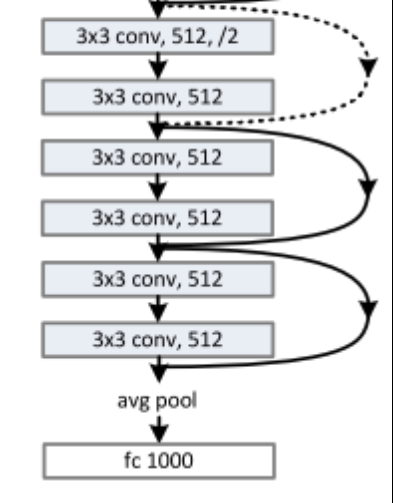 3x3 conv, 512, /2
3x3 conv, 512
3x3 conv, 512
3x3 conv, 512
3x3 conv, 512
3x3 conv, 512
avg pool
fc 1000